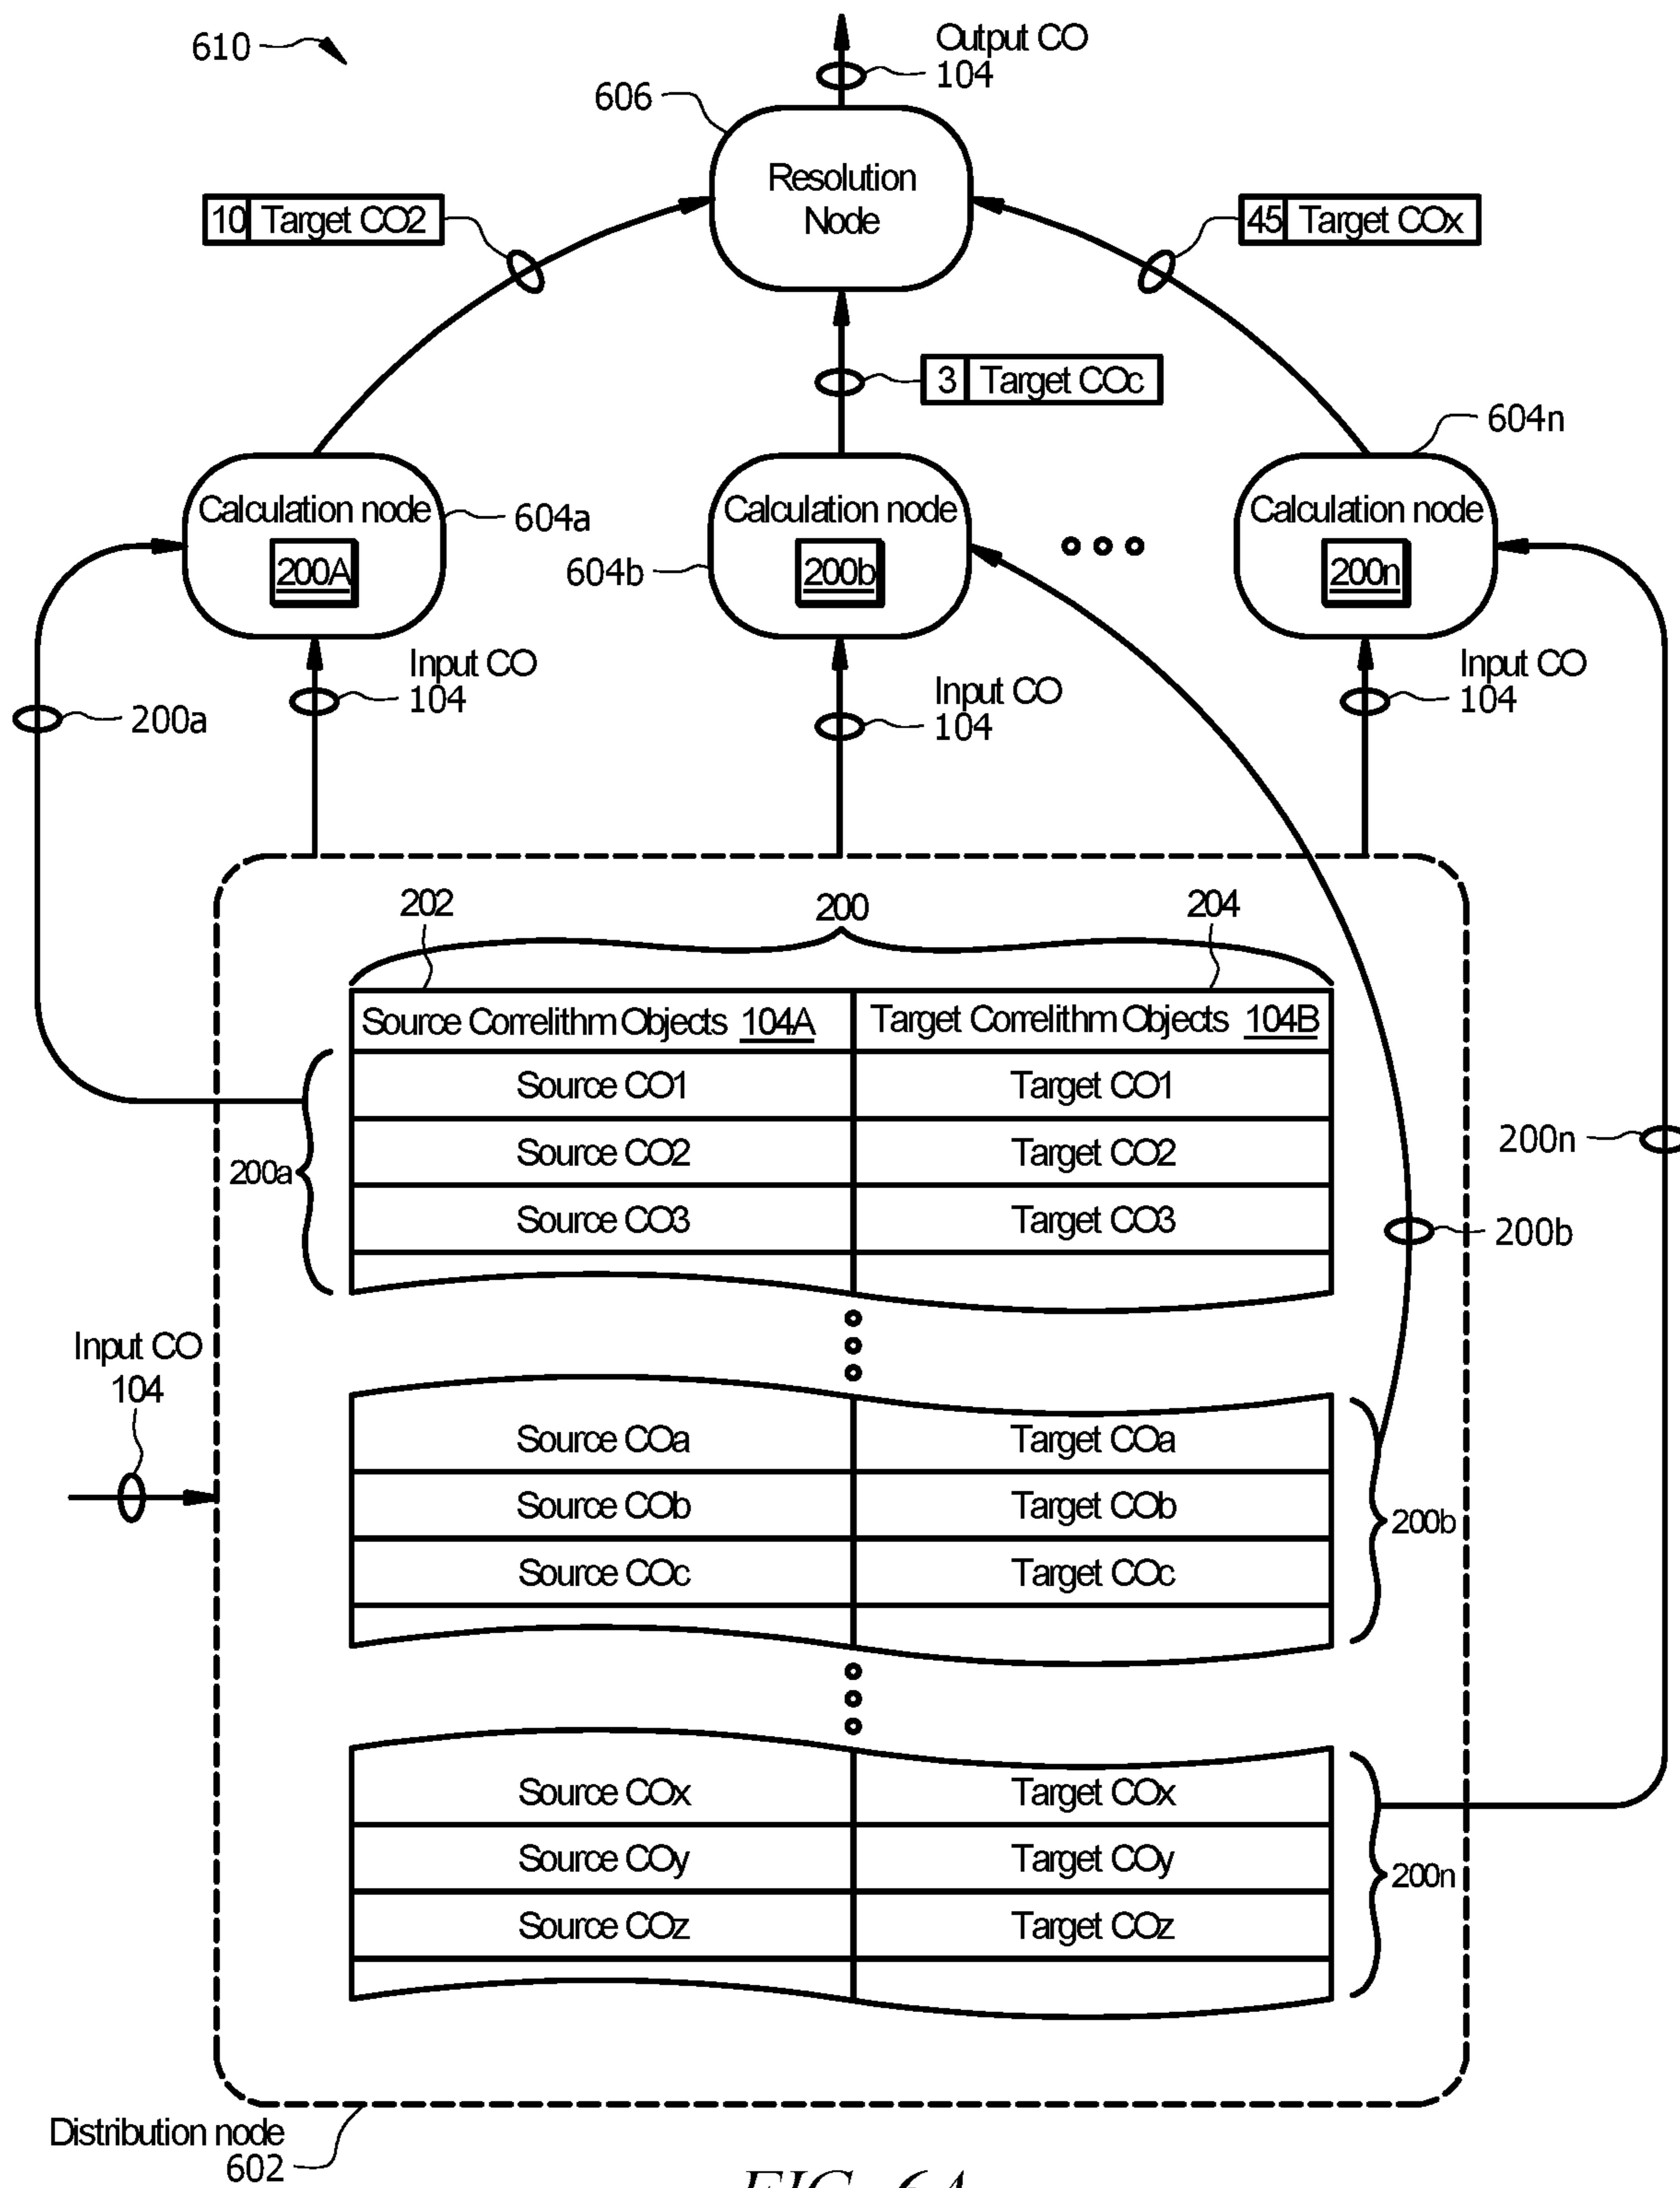 610
Output CO
104
606
Resolution
Node
10 Target CO2
45 Target COx
3 Target COc
604n
Calculation node
200A
604a
Calculation node
200b
604b
Calculation node
200n
Input CO
104
Input CO
104
Input CO
104
200a
202
200
204
Source Correlithm Objects 104A Target Correlithm Objects 104B
Source CO1 Target CO1
Source CO2 Target CO2
Source CO3 Target CO3
200a
200n
200b
Input CO
104
Source COa Target COa
Source COb Target COb
Source COc Target COc
200b
Source COx Target COx
Source COy Target COy
Source COz Target COz
200n
Distribution node
602
FIG. 6A